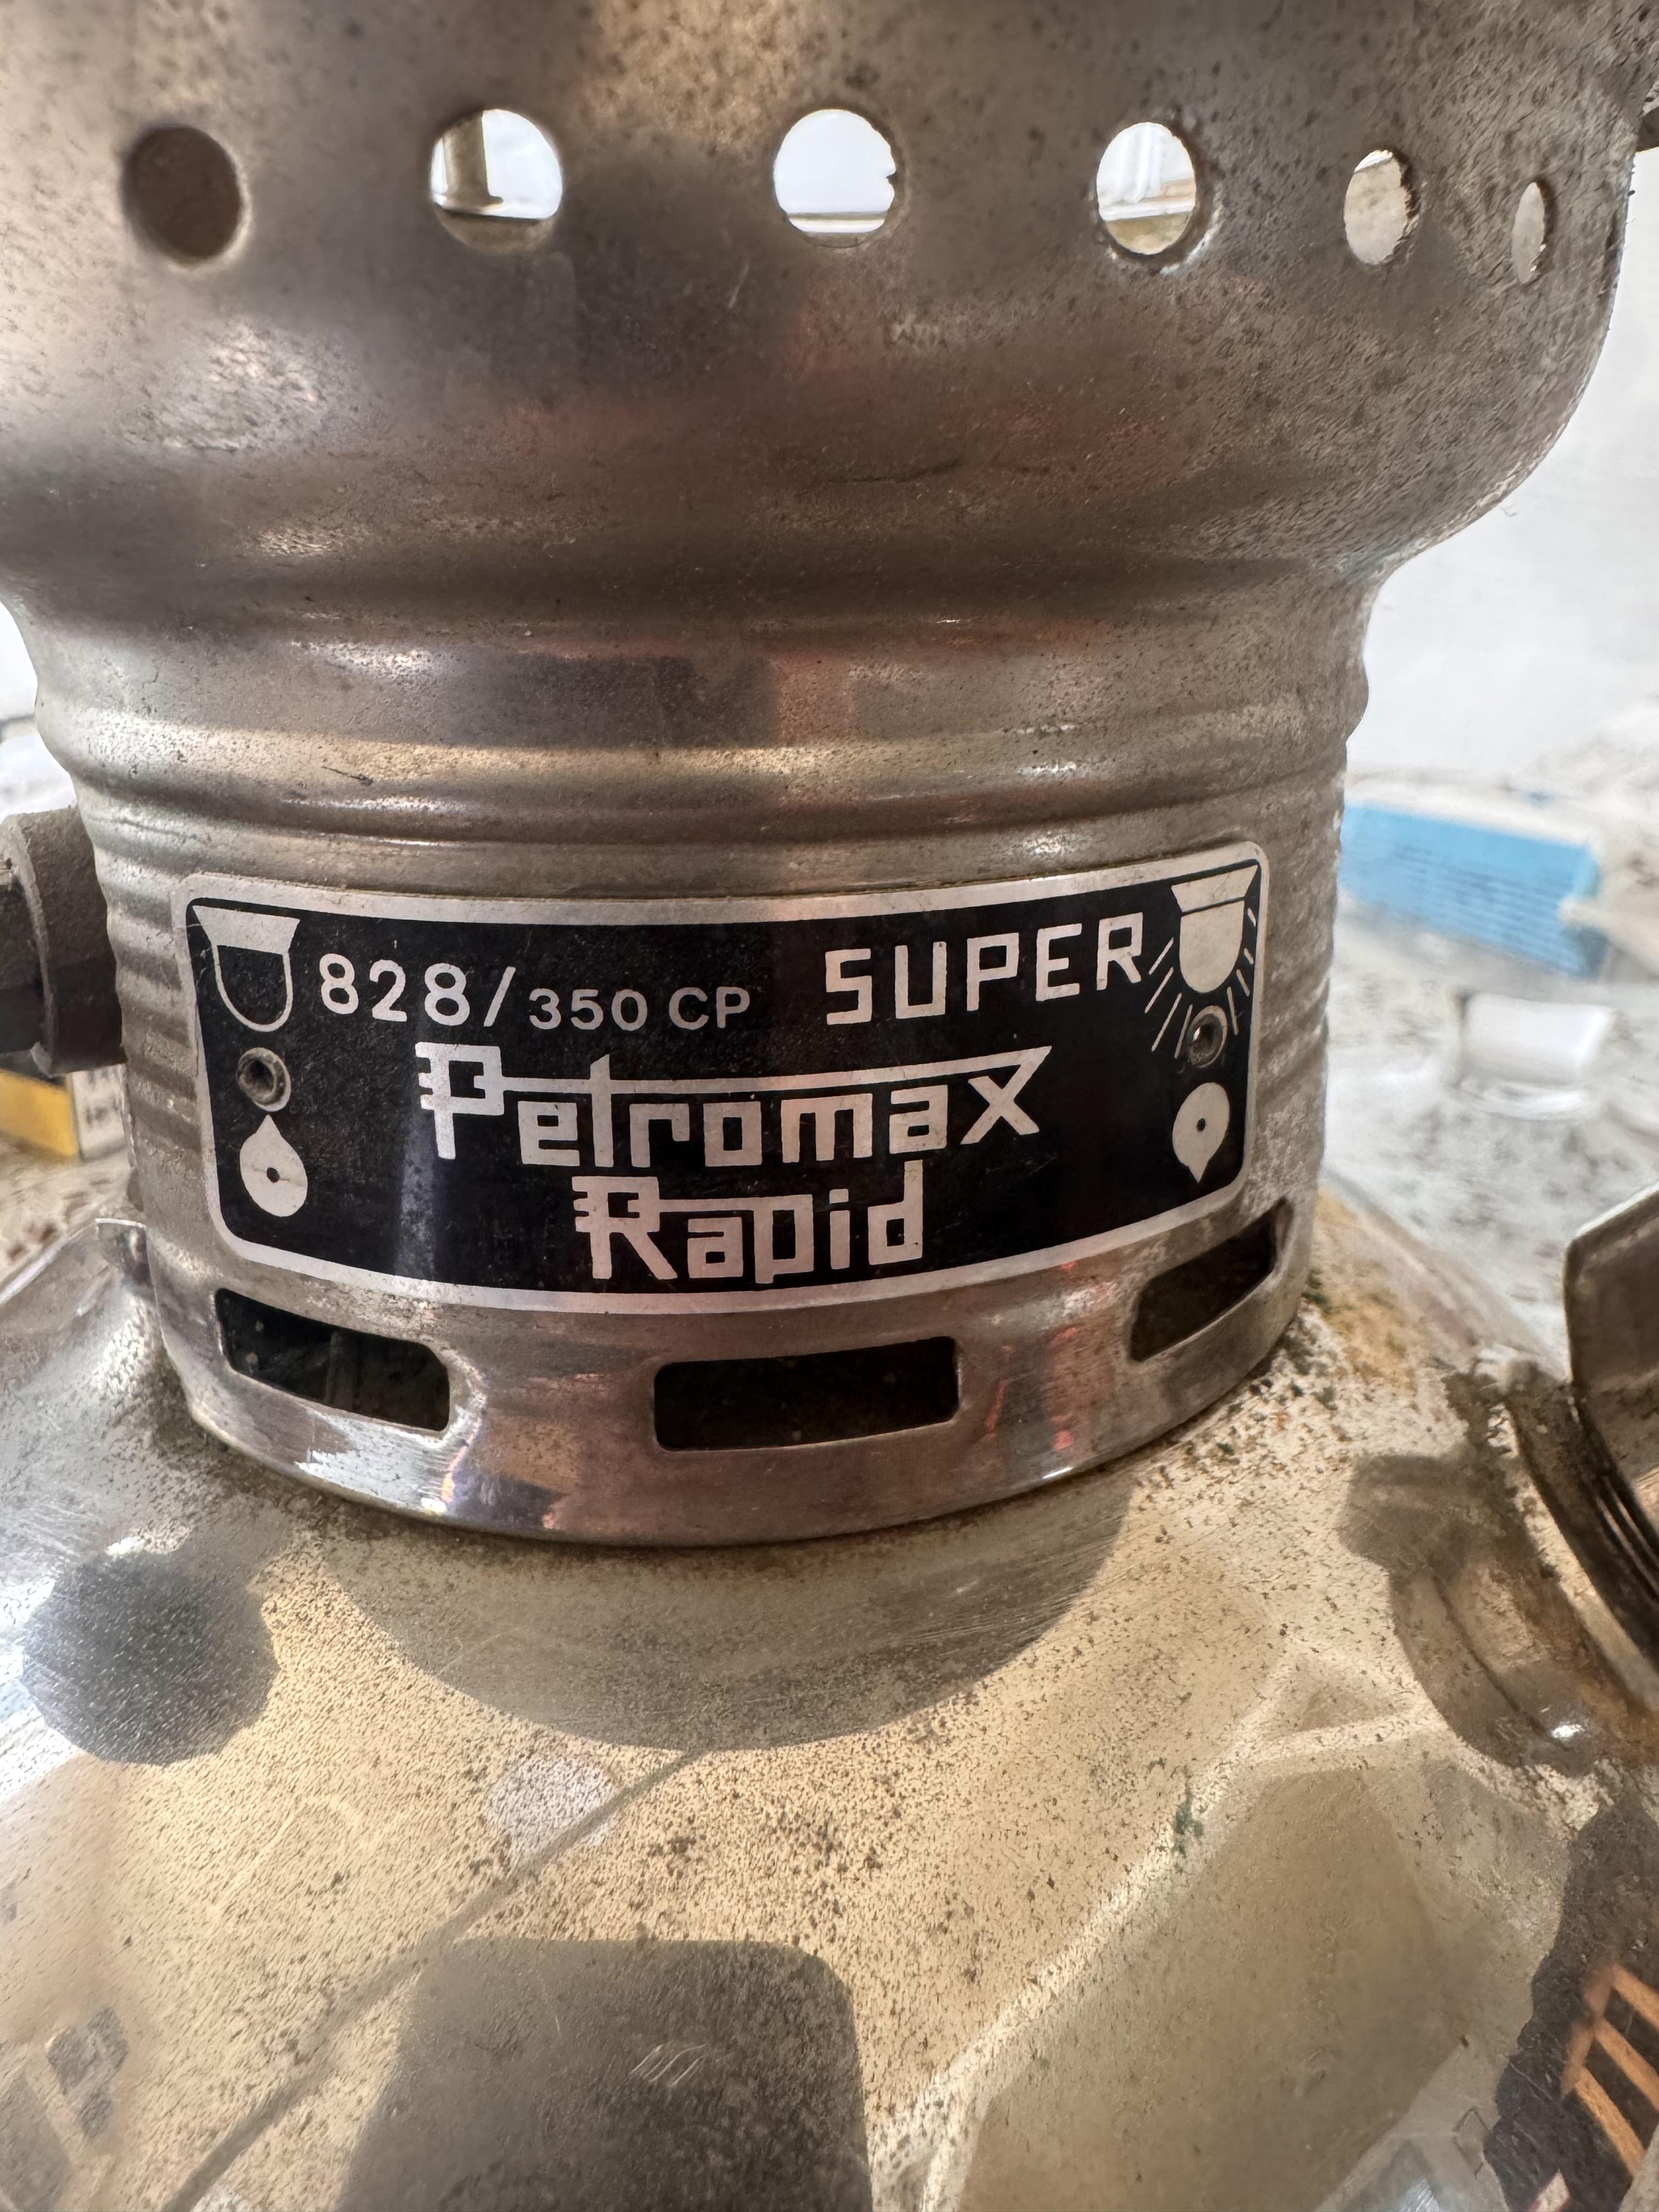 828/350 CP SUPER
Petromax
Rapid